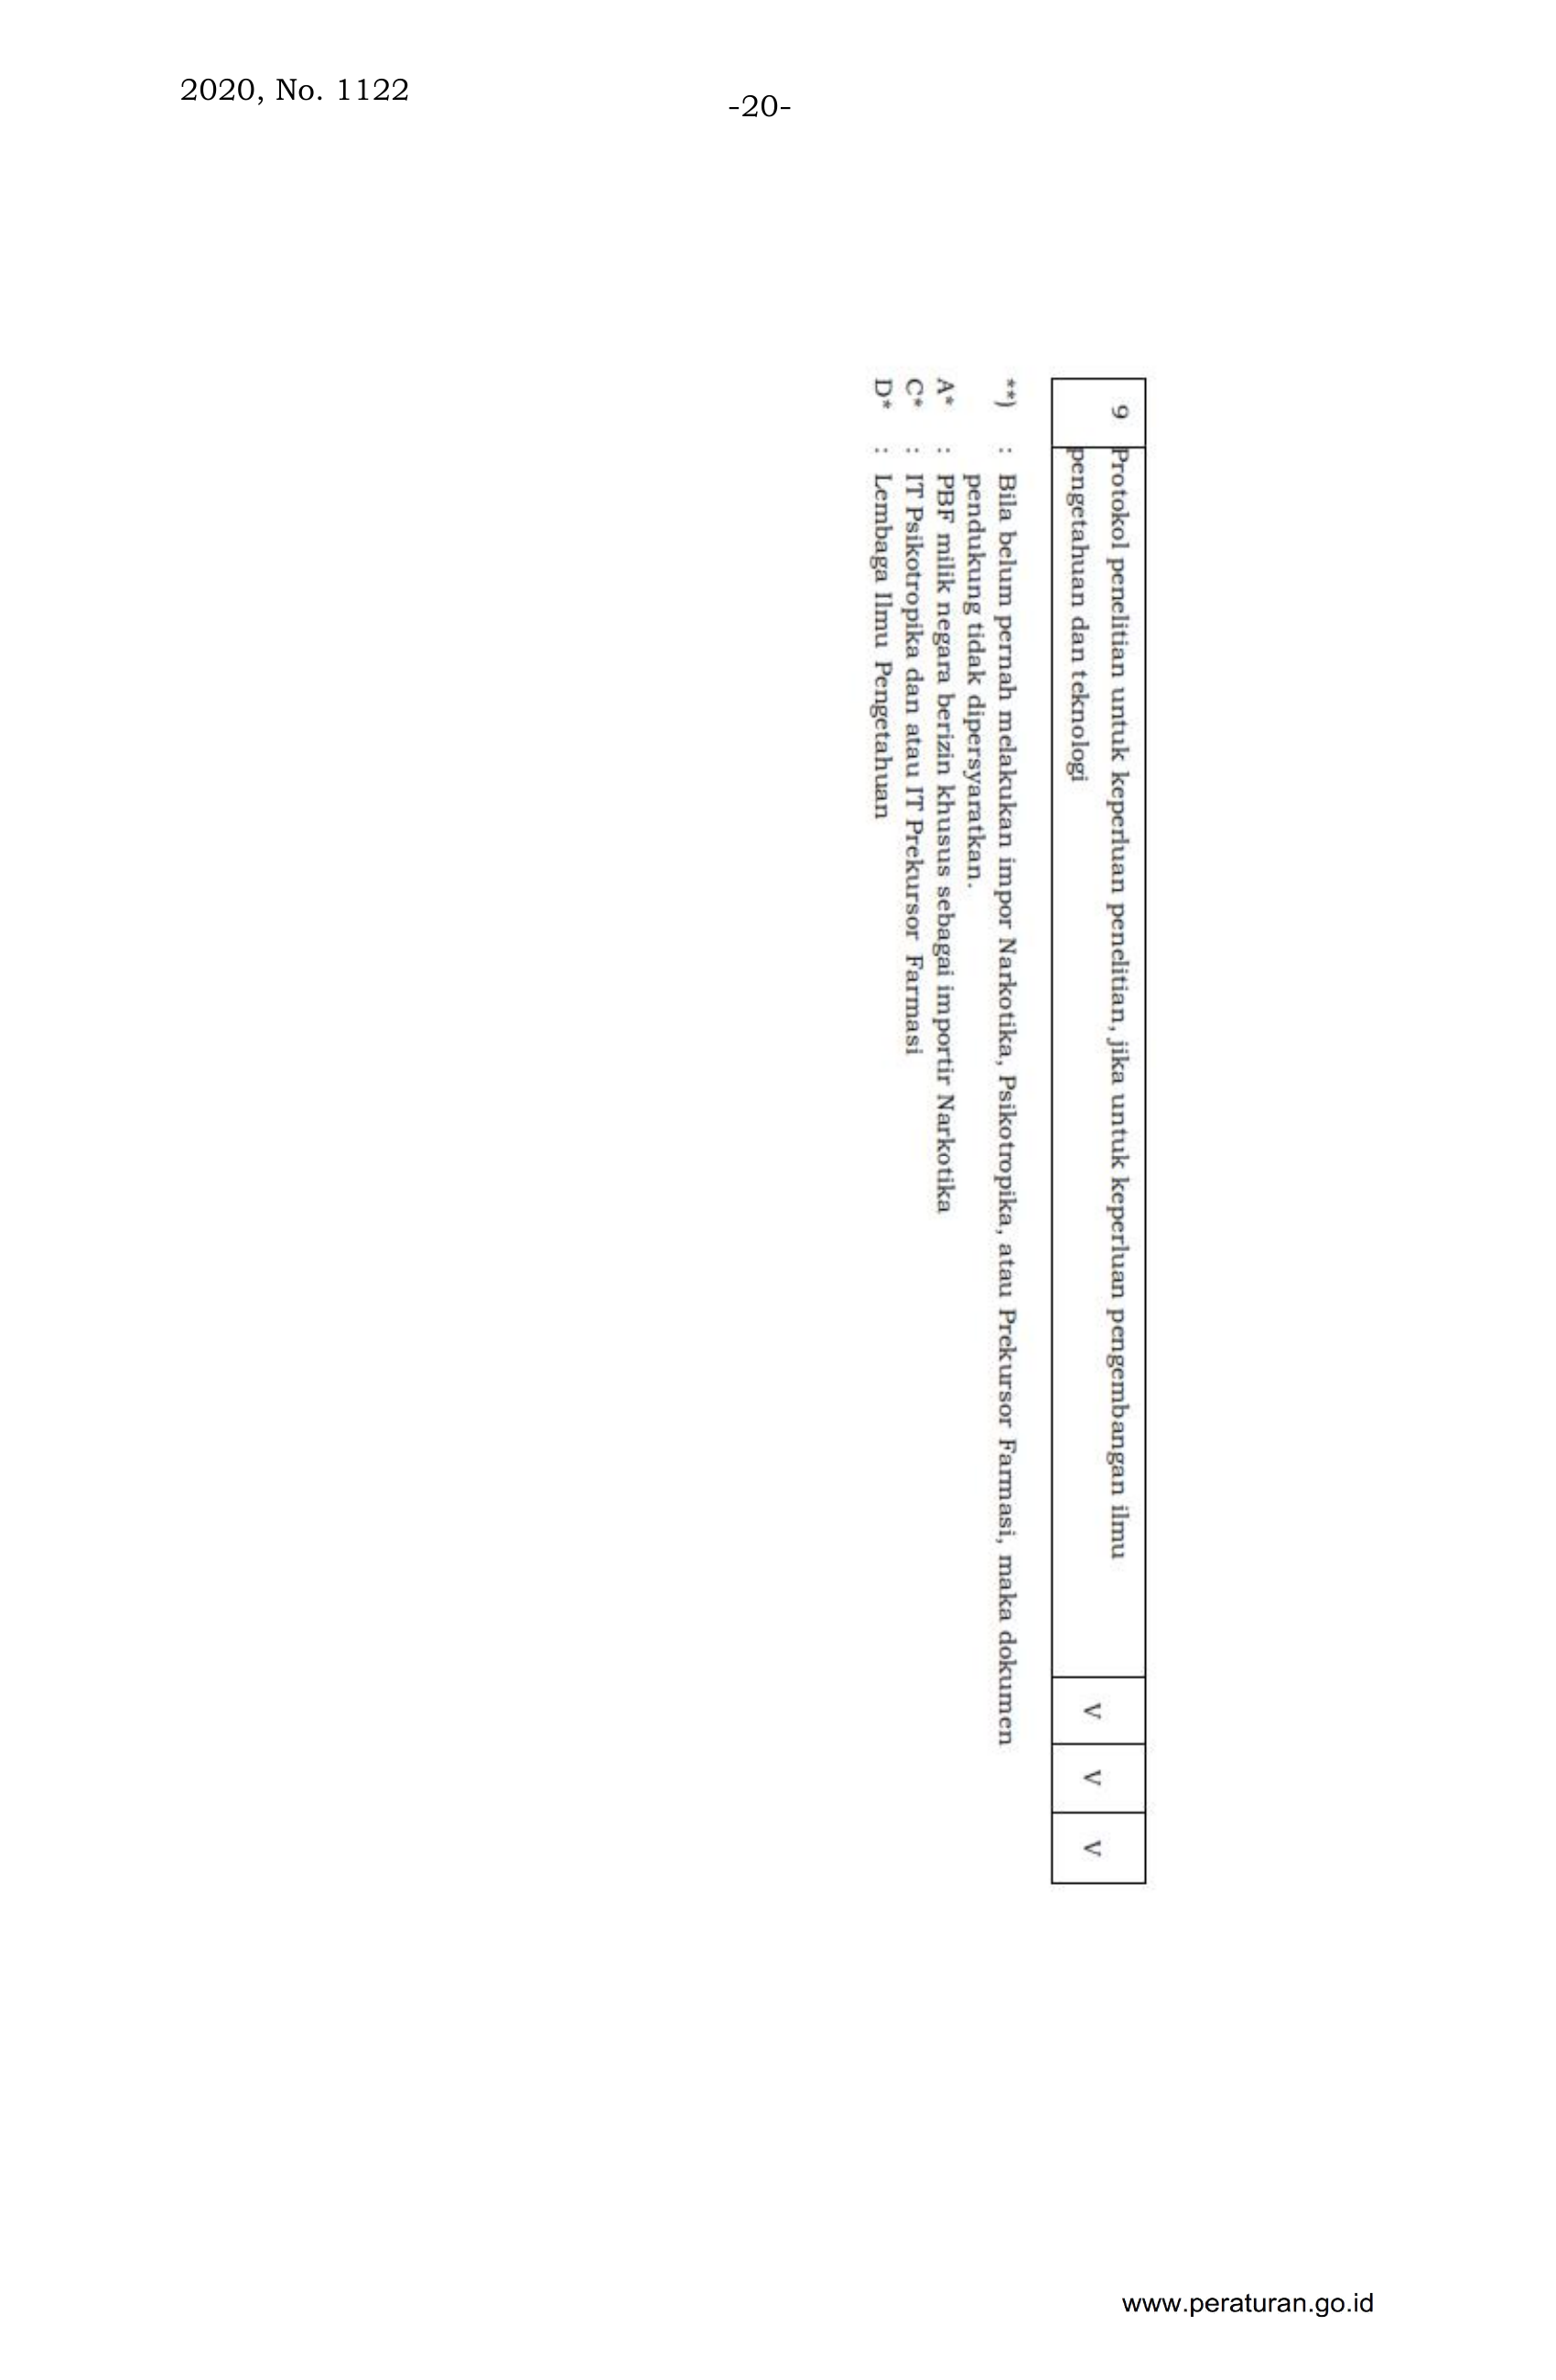 2020, No. 1122
-20-
9 Protokol penelitian untuk keperluan penelitian, jika untuk keperluan pengembangan ilmu V V V
pengetahuan dan teknologi
**) : Bila belum pernah melakukan impor Narkotika, Psikotropika, atau Prekursor Farmasi, maka dokumen
pendukung tidak dipersyaratkan.
A* : PBF milik negara berizin khusus sebagai importir Narkotika
C* : IT Psikotropika dan atau IT Prekursor Farmasi
D* : Lembaga Ilmu Pengetahuan
www.peraturan.go.id